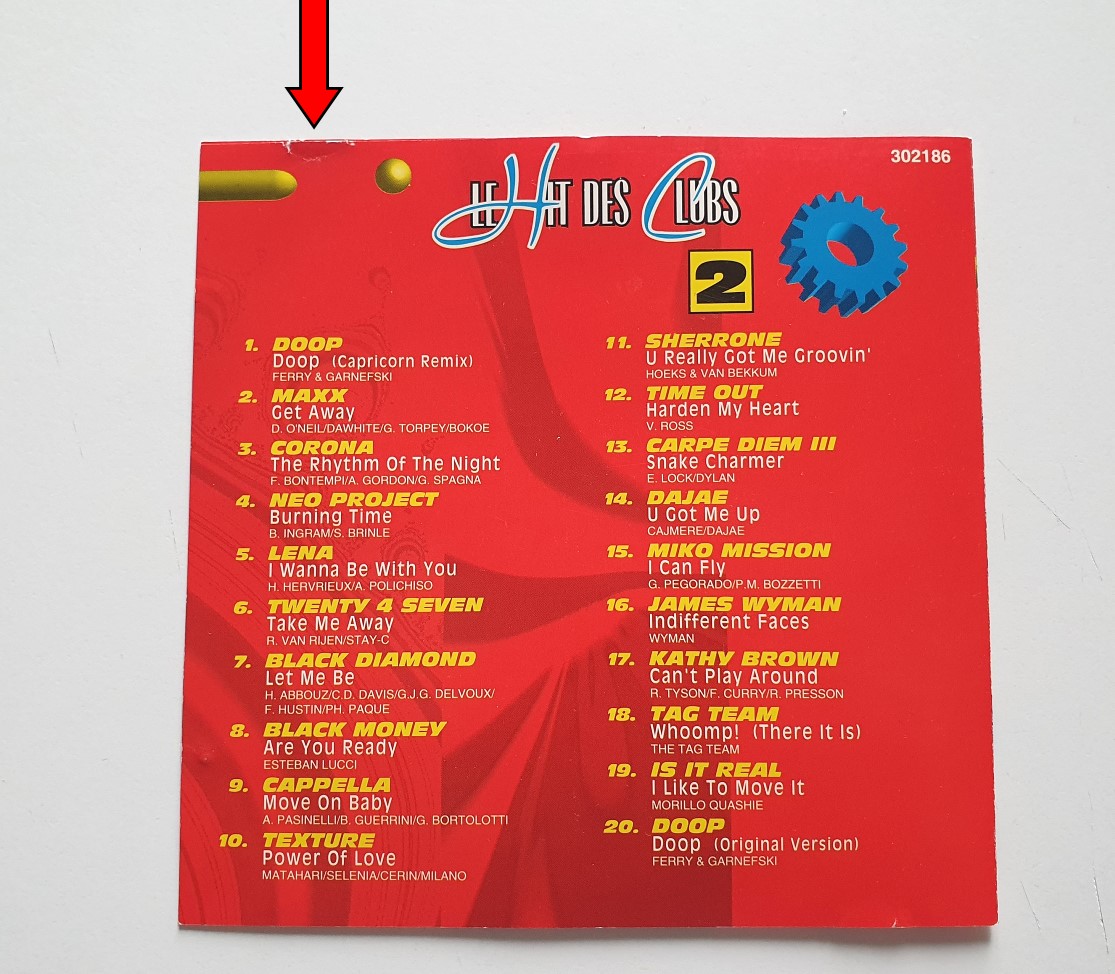 302186
LE HIT DES CLUBS
2
1. DOOP
Doop (Capricorn Remix)
FERRY & GARNEFSKI
2. MAXX
Get Away
D. O'NEIL/DAWHITE/G. TORPEY/BOKOE
3. CORONA
The Rhythm Of The Night
F. BONTEMPI/A. GORDON/G. SPAGNA
4. NEO PROJECT
Burning Time
B. INGRAM/S. BRINLE
5. LENA
I Wanna Be With You
H. HERVRIEUX/A. POLICHISO
6. TWENTY 4 SEVEN
Take Me Away
R. VAN RIJEN/STAY-C
7. BLACK DIAMOND
Let Me Be
H. ABBOUZ/C.D. DAVIS/G.J.G. DELVOUX/
F. HUSTIN/PH. PAQUE
8. BLACK MONEY
Are You Ready
ESTEBAN LUCCI
9. CAPPELLA
Move On Baby
A. PASINELLI/B. GUERRINI/G. BORTOLOTTI
10. TEXTURE
Power Of Love
MATAHARI/SELENIA/CERIN/MILANO
11. SHERRONE
U Really Got Me Groovin'
HOEKS & VAN BEKKUM
12. TIME OUT
Harden My Heart
V. ROSS
13. CARPE DIEM III
Snake Charmer
E. LOCK/DYLAN
14. DAJAE
U Got Me Up
CAJMERE/DAJAE
15. MIKO MISSION
I Can Fly
G. PEGORADO/P.M. BOZZETTI
16. JAMES WYMAN
Indifferent Faces
WYMAN
17. KATHY BROWN
Can't Play Around
R. TYSON/F. CURRY/R. PRESSON
18. TAG TEAM
Whoomp! (There It Is)
THE TAG TEAM
19. IS IT REAL
I Like To Move It
MORILLO QUASHIE
20. DOOP
Doop (Original Version)
FERRY & GARNEFSKI